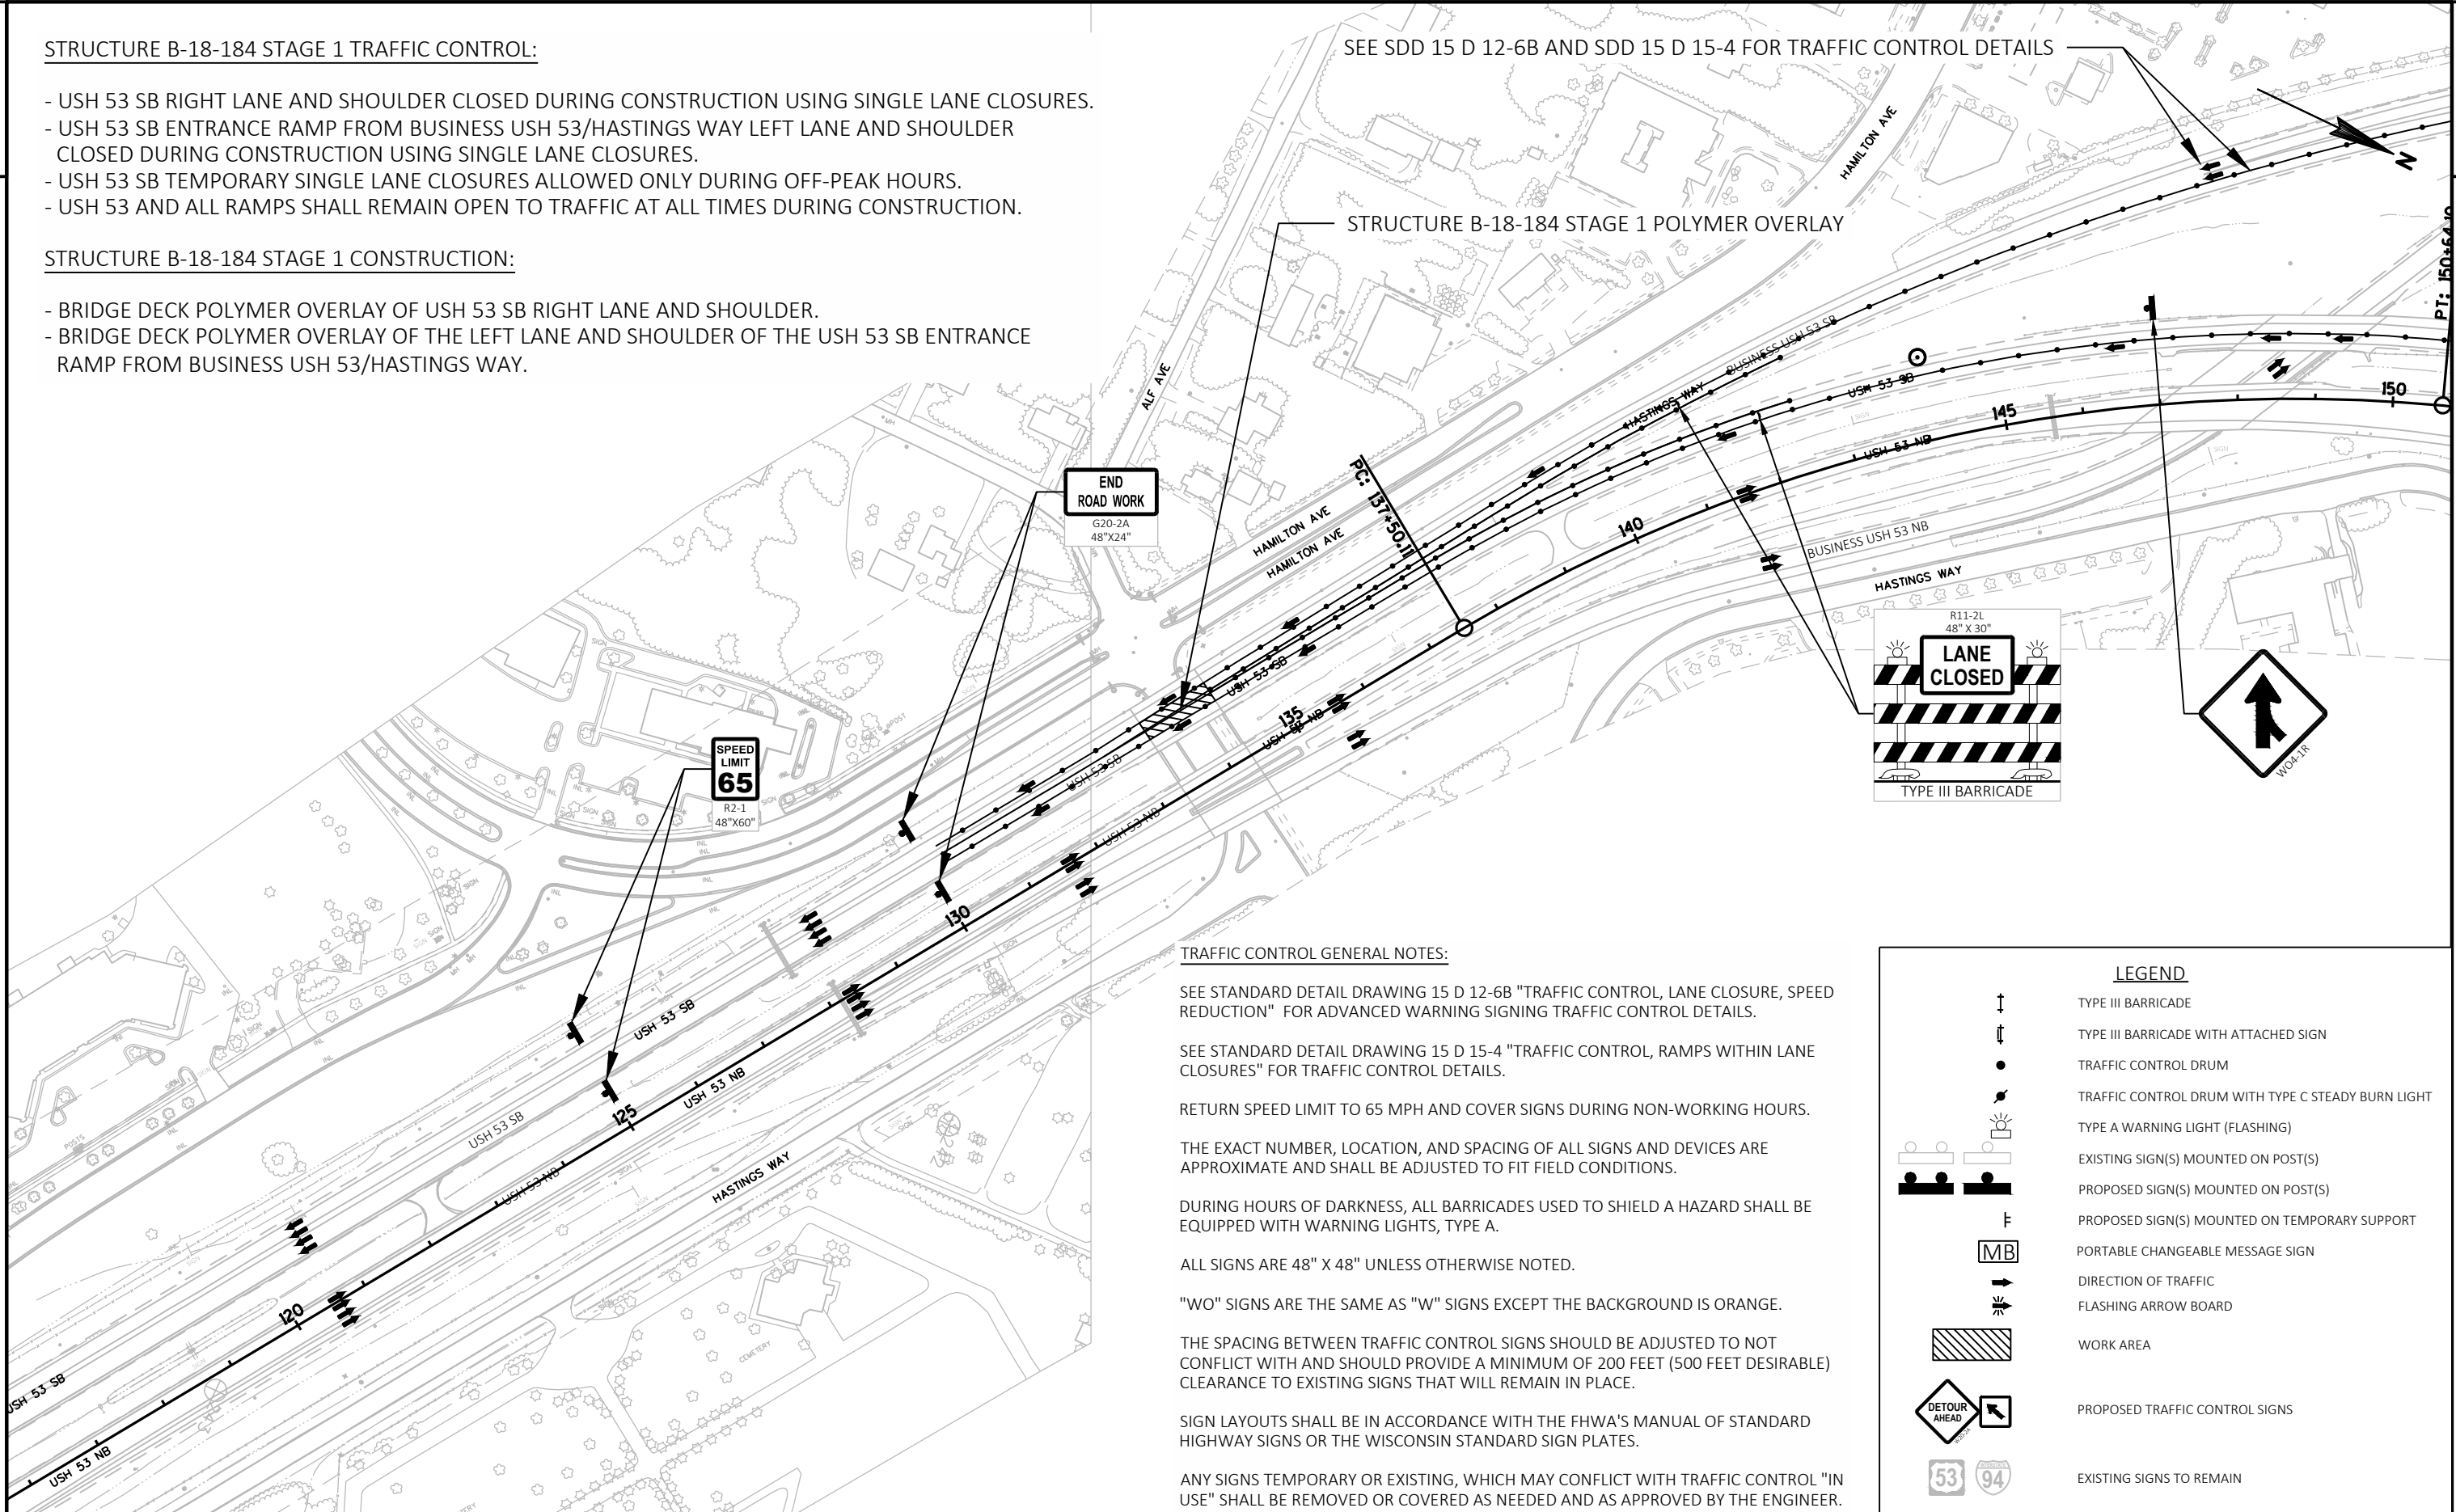 STRUCTURE B-18-184 STAGE 1 TRAFFIC CONTROL:
- USH 53 SB RIGHT LANE AND SHOULDER CLOSED DURING CONSTRUCTION USING SINGLE LANE CLOSURES.
- USH 53 SB ENTRANCE RAMP FROM BUSINESS USH 53/HASTINGS WAY LEFT LANE AND SHOULDER
CLOSED DURING CONSTRUCTION USING SINGLE LANE CLOSURES.
- USH 53 SB TEMPORARY SINGLE LANE CLOSURES ALLOWED ONLY DURING OFF-PEAK HOURS.
- USH 53 AND ALL RAMPS SHALL REMAIN OPEN TO TRAFFIC AT ALL TIMES DURING CONSTRUCTION.
STRUCTURE B-18-184 STAGE 1 CONSTRUCTION:
- BRIDGE DECK POLYMER OVERLAY OF USH 53 SB RIGHT LANE AND SHOULDER.
- BRIDGE DECK POLYMER OVERLAY OF THE LEFT LANE AND SHOULDER OF THE USH 53 SB ENTRANCE
RAMP FROM BUSINESS USH 53/HASTINGS WAY.
SEE SDD 15 D 12-6B AND SDD 15 D 15-4 FOR TRAFFIC CONTROL DETAILS
STRUCTURE B-18-184 STAGE 1 POLYMER OVERLAY
HAMILTON AVE
N
PT: 150+64.19
ALF AVE
BUSINESS USH 53 SB
HASTINGS WAY
USH 53 SB
150
145
USH 53 NB
140
BUSINESS USH 53 NB
HASTINGS WAY
PC: 137+50.11
HAMILTON AVE
HAMILTON AVE
END
ROAD WORK
G20-2A
48"X24"
R11-2L
48" X 30"
LANE
CLOSED
TYPE III BARRICADE
WO4-1R
USH 53 SB
135
USH 53 NB
SPEED
LIMIT
65
R2-1
48"X60"
USH 53 SB
USH 53 NB
130
USH 53 SB
125
USH 53 NB
USH 53 SB
USH 53 NB
HASTINGS WAY
120
CEMETERY
USH 53 SB
USH 53 NB
TRAFFIC CONTROL GENERAL NOTES:
SEE STANDARD DETAIL DRAWING 15 D 12-6B "TRAFFIC CONTROL, LANE CLOSURE, SPEED
REDUCTION" FOR ADVANCED WARNING SIGNING TRAFFIC CONTROL DETAILS.
SEE STANDARD DETAIL DRAWING 15 D 15-4 "TRAFFIC CONTROL, RAMPS WITHIN LANE
CLOSURES" FOR TRAFFIC CONTROL DETAILS.
RETURN SPEED LIMIT TO 65 MPH AND COVER SIGNS DURING NON-WORKING HOURS.
THE EXACT NUMBER, LOCATION, AND SPACING OF ALL SIGNS AND DEVICES ARE
APPROXIMATE AND SHALL BE ADJUSTED TO FIT FIELD CONDITIONS.
DURING HOURS OF DARKNESS, ALL BARRICADES USED TO SHIELD A HAZARD SHALL BE
EQUIPPED WITH WARNING LIGHTS, TYPE A.
ALL SIGNS ARE 48" X 48" UNLESS OTHERWISE NOTED.
"WO" SIGNS ARE THE SAME AS "W" SIGNS EXCEPT THE BACKGROUND IS ORANGE.
THE SPACING BETWEEN TRAFFIC CONTROL SIGNS SHOULD BE ADJUSTED TO NOT
CONFLICT WITH AND SHOULD PROVIDE A MINIMUM OF 200 FEET (500 FEET DESIRABLE)
CLEARANCE TO EXISTING SIGNS THAT WILL REMAIN IN PLACE.
SIGN LAYOUTS SHALL BE IN ACCORDANCE WITH THE FHWA'S MANUAL OF STANDARD
HIGHWAY SIGNS OR THE WISCONSIN STANDARD SIGN PLATES.
ANY SIGNS TEMPORARY OR EXISTING, WHICH MAY CONFLICT WITH TRAFFIC CONTROL "IN
USE" SHALL BE REMOVED OR COVERED AS NEEDED AND AS APPROVED BY THE ENGINEER.
LEGEND
TYPE III BARRICADE
TYPE III BARRICADE WITH ATTACHED SIGN
TRAFFIC CONTROL DRUM
TRAFFIC CONTROL DRUM WITH TYPE C STEADY BURN LIGHT
TYPE A WARNING LIGHT (FLASHING)
EXISTING SIGN(S) MOUNTED ON POST(S)
PROPOSED SIGN(S) MOUNTED ON POST(S)
PROPOSED SIGN(S) MOUNTED ON TEMPORARY SUPPORT
MB PORTABLE CHANGEABLE MESSAGE SIGN
DIRECTION OF TRAFFIC
FLASHING ARROW BOARD
WORK AREA
DETOUR
AHEAD
PROPOSED TRAFFIC CONTROL SIGNS
53 94 EXISTING SIGNS TO REMAIN